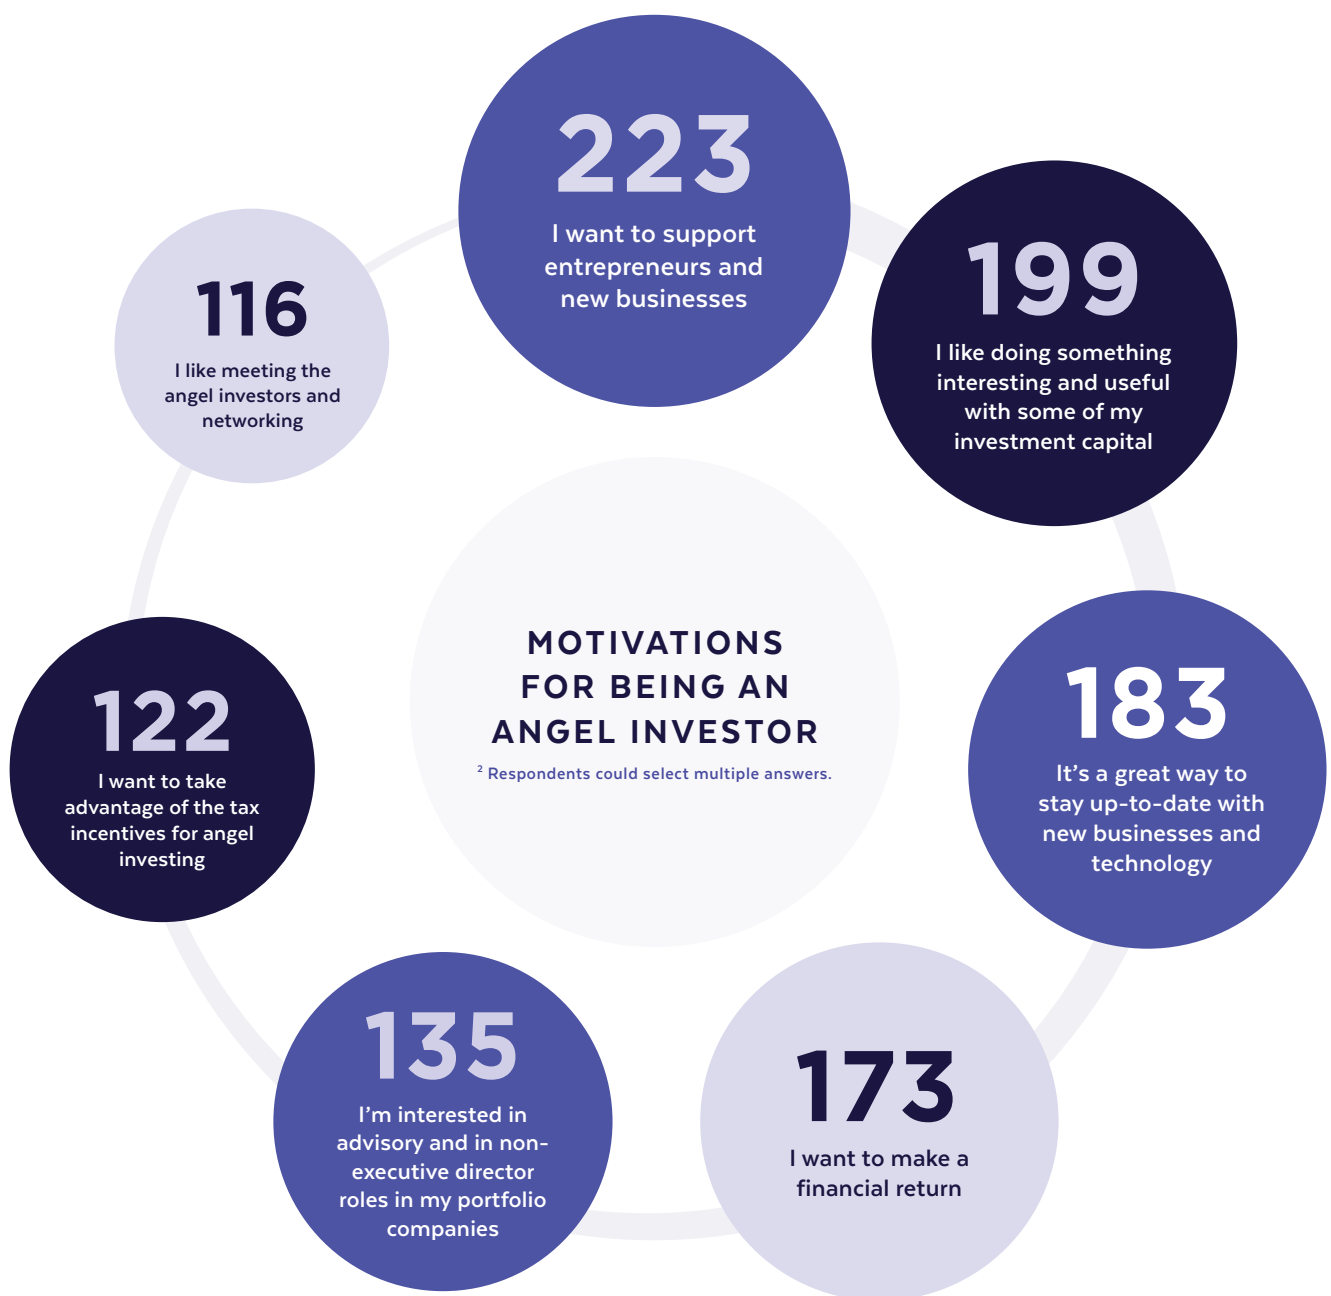 223
I want to support
entrepreneurs and
new businesses
199
I like doing something
interesting and useful
with some of my
investment capital
116
I like meeting the
angel investors and
networking
MOTIVATIONS
FOR BEING AN
ANGEL INVESTOR
² Respondents could select multiple answers.
183
It's a great way to
stay up-to-date with
new businesses and
technology
122
I want to take
advantage of the tax
incentives for angel
investing
135
I'm interested in
advisory and in non-
executive director
roles in my portfolio
companies
173
I want to make a
financial return